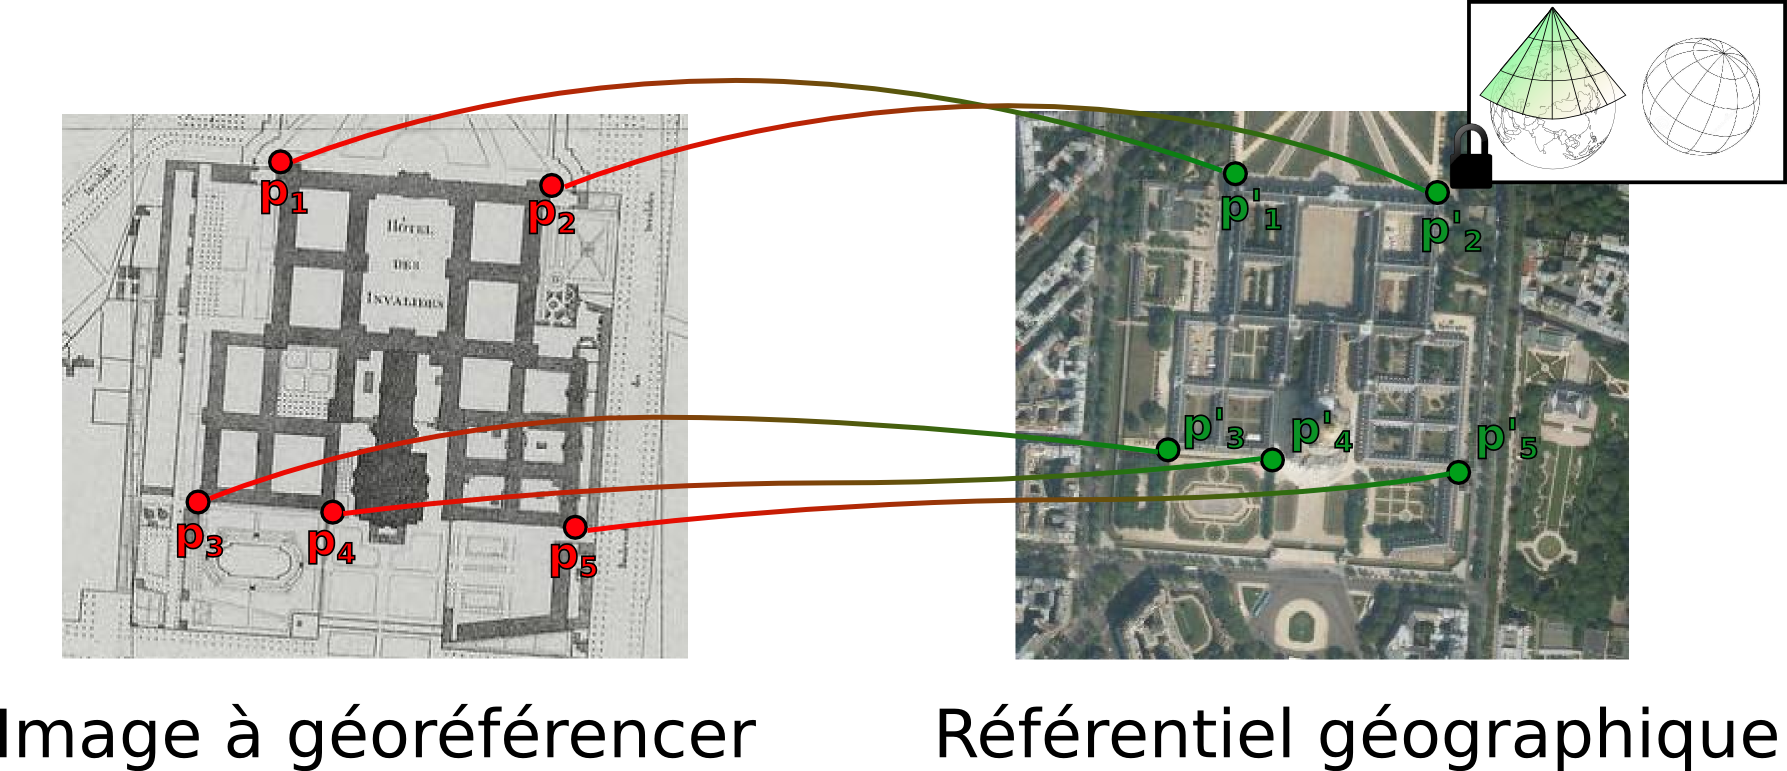 p1
p2
HÔTEL
DES
INVALIDES
p3
p4
p5
p'1
p'2
p'3
p'4
p'5
Image à géoréférencer
Référentiel géographique